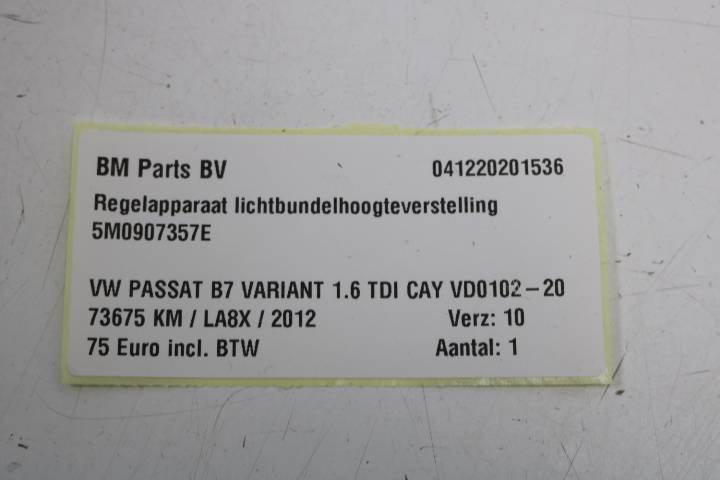 BM Parts BV 041220201536
Regelapparaat lichtbundelhoogteverstelling
5M0907357E
VW PASSAT B7 VARIANT 1.6 TDI CAY VD0102-20
73675 KM / LA8X / 2012 Verz: 10
75 Euro incl. BTW Aantal: 1